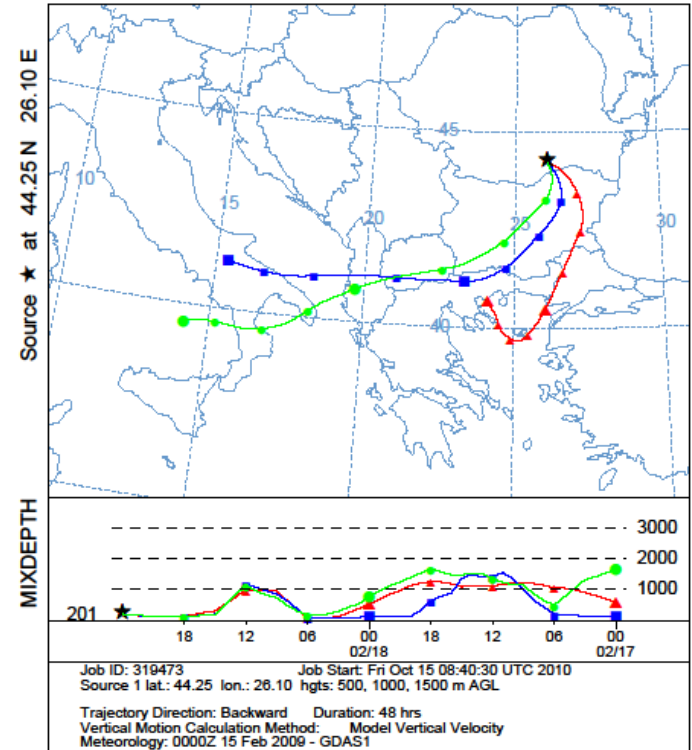 Source ★ at 44.25 N 26.10 E
45
10
15
20
25
30
40
MIXDEPTH
3000
2000
1000
201
18 12 06 00 18 12 06 00
02/18 02/17
Job ID: 319473 Job Start: Fri Oct 15 08:40:30 UTC 2010
Source 1 lat.: 44.25 lon.: 26.10 hgts: 500, 1000, 1500 m AGL
Trajectory Direction: Backward Duration: 48 hrs
Vertical Motion Calculation Method: Model Vertical Velocity
Meteorology: 0000Z 15 Feb 2009 - GDAS1